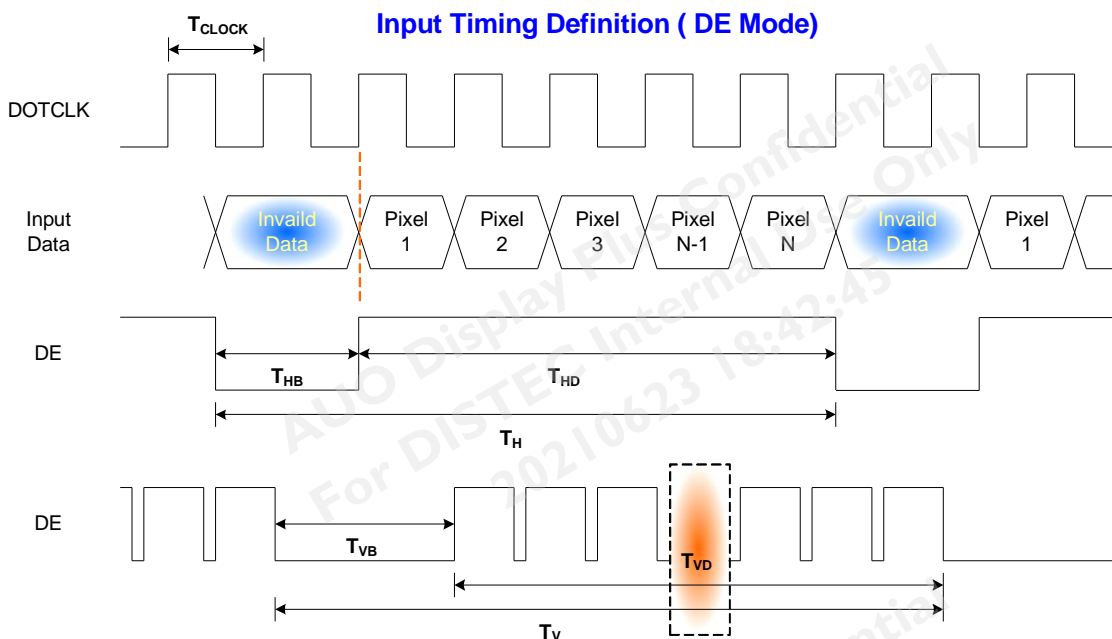 Input Timing Definition ( DE Mode)
TCLOCK
DOTCLK
Input
Data
Invaild
Data
Pixel
1
Pixel
2
Pixel
3
Pixel
N-1
Pixel
N
Invaild
Data
Pixel
1
DE
THB
THD
TH
DE
TVB
TVD
TV
AUO Display Plus Confidential
For DISTEC Internal Use Only
20210623 18:42:45